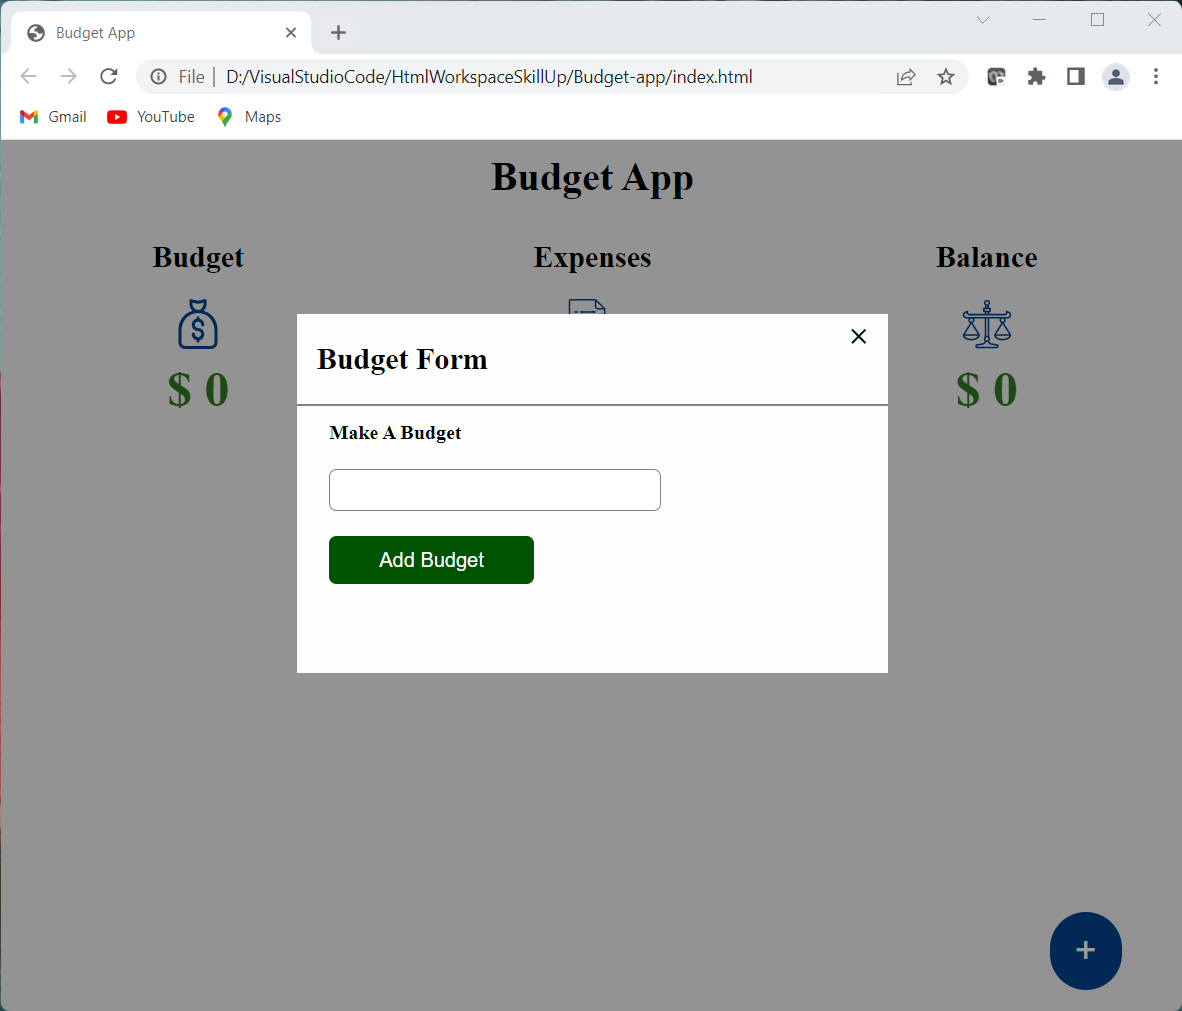 Budget App
File | D:/VisualStudioCode/HtmlWorkspaceSkillUp/Budget-app/index.html
Gmail YouTube Maps
Budget App
Budget Expenses Balance
$ 0 $ 0
Budget Form
Make A Budget
Add Budget
+